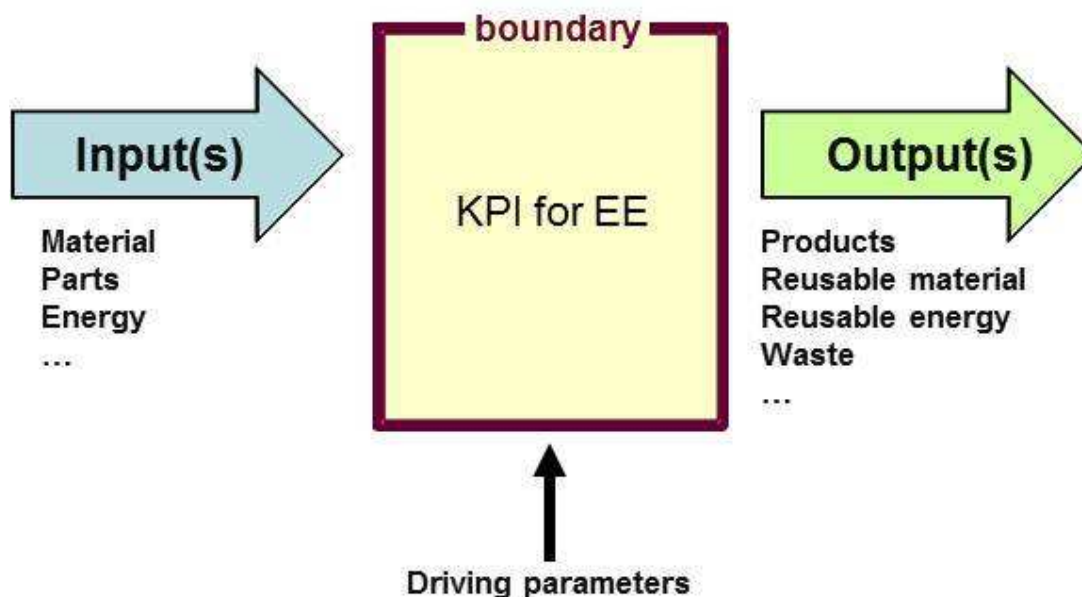 boundary
Input(s)
Material
Parts
Energy
...
KPI for EE
Output(s)
Products
Reusable material
Reusable energy
Waste
...
Driving parameters